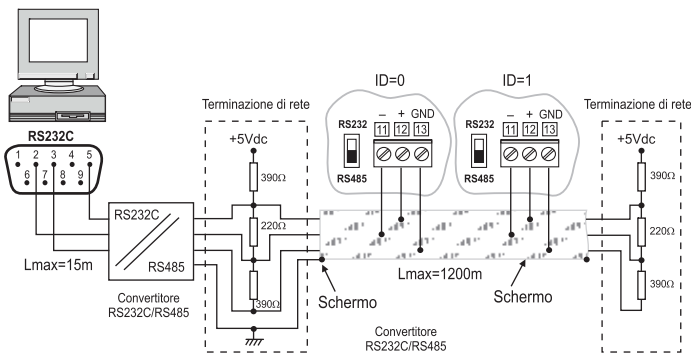 RS232C
1 2 3 4 5
6 7 8 9
Lmax=15m
RS232C
RS485
Convertitore
RS232C/RS485
Terminazione di rete
+5Vdc
390Ω
220Ω
390Ω
ID=0
RS232
RS485
– + GND
11 12 13
ID=1
RS232
RS485
– + GND
11 12 13
Lmax=1200m
Schermo
Schermo
Convertitore
RS232C/RS485
Terminazione di rete
+5Vdc
390Ω
220Ω
390Ω